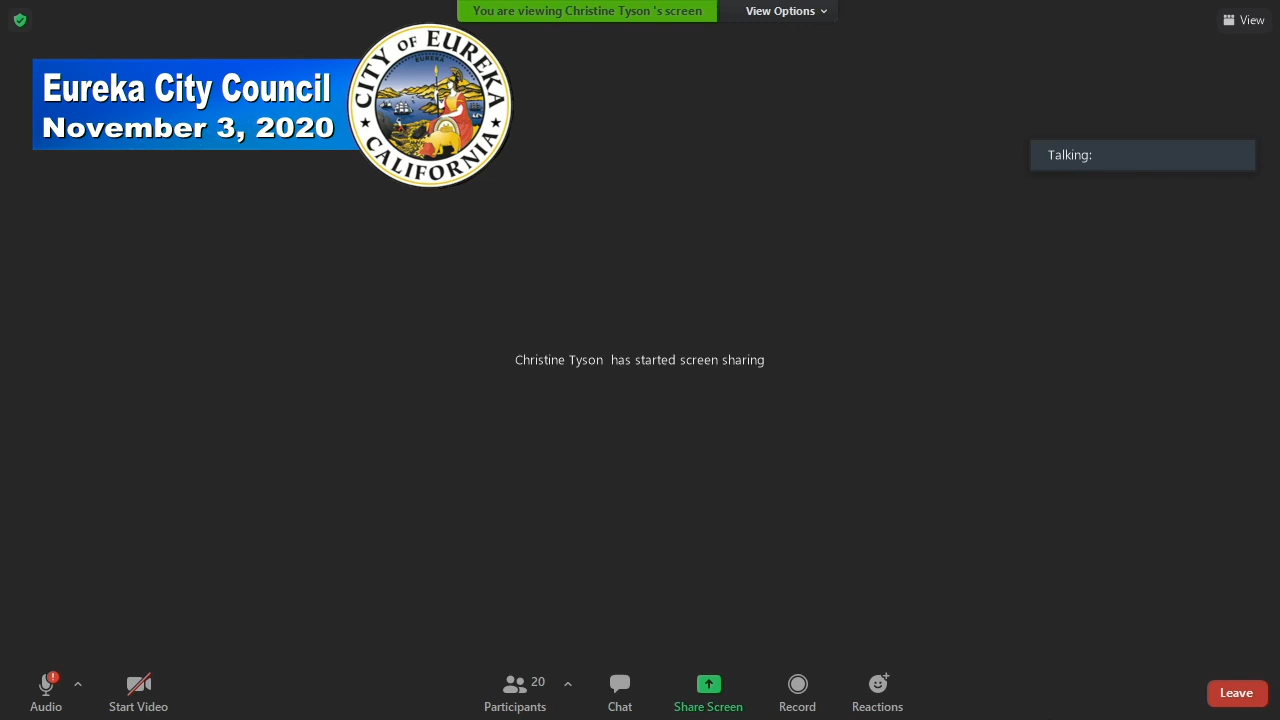 You are viewing Christine Tyson 's screen
View Options
View
Eureka City Council
November 3, 2020
CITY OF EUREKA
EUREKA
CALIFORNIA
Talking:
Christine Tyson  has started screen sharing
20
Audio
Start Video
Participants
Chat
Share Screen
Record
Reactions
Leave